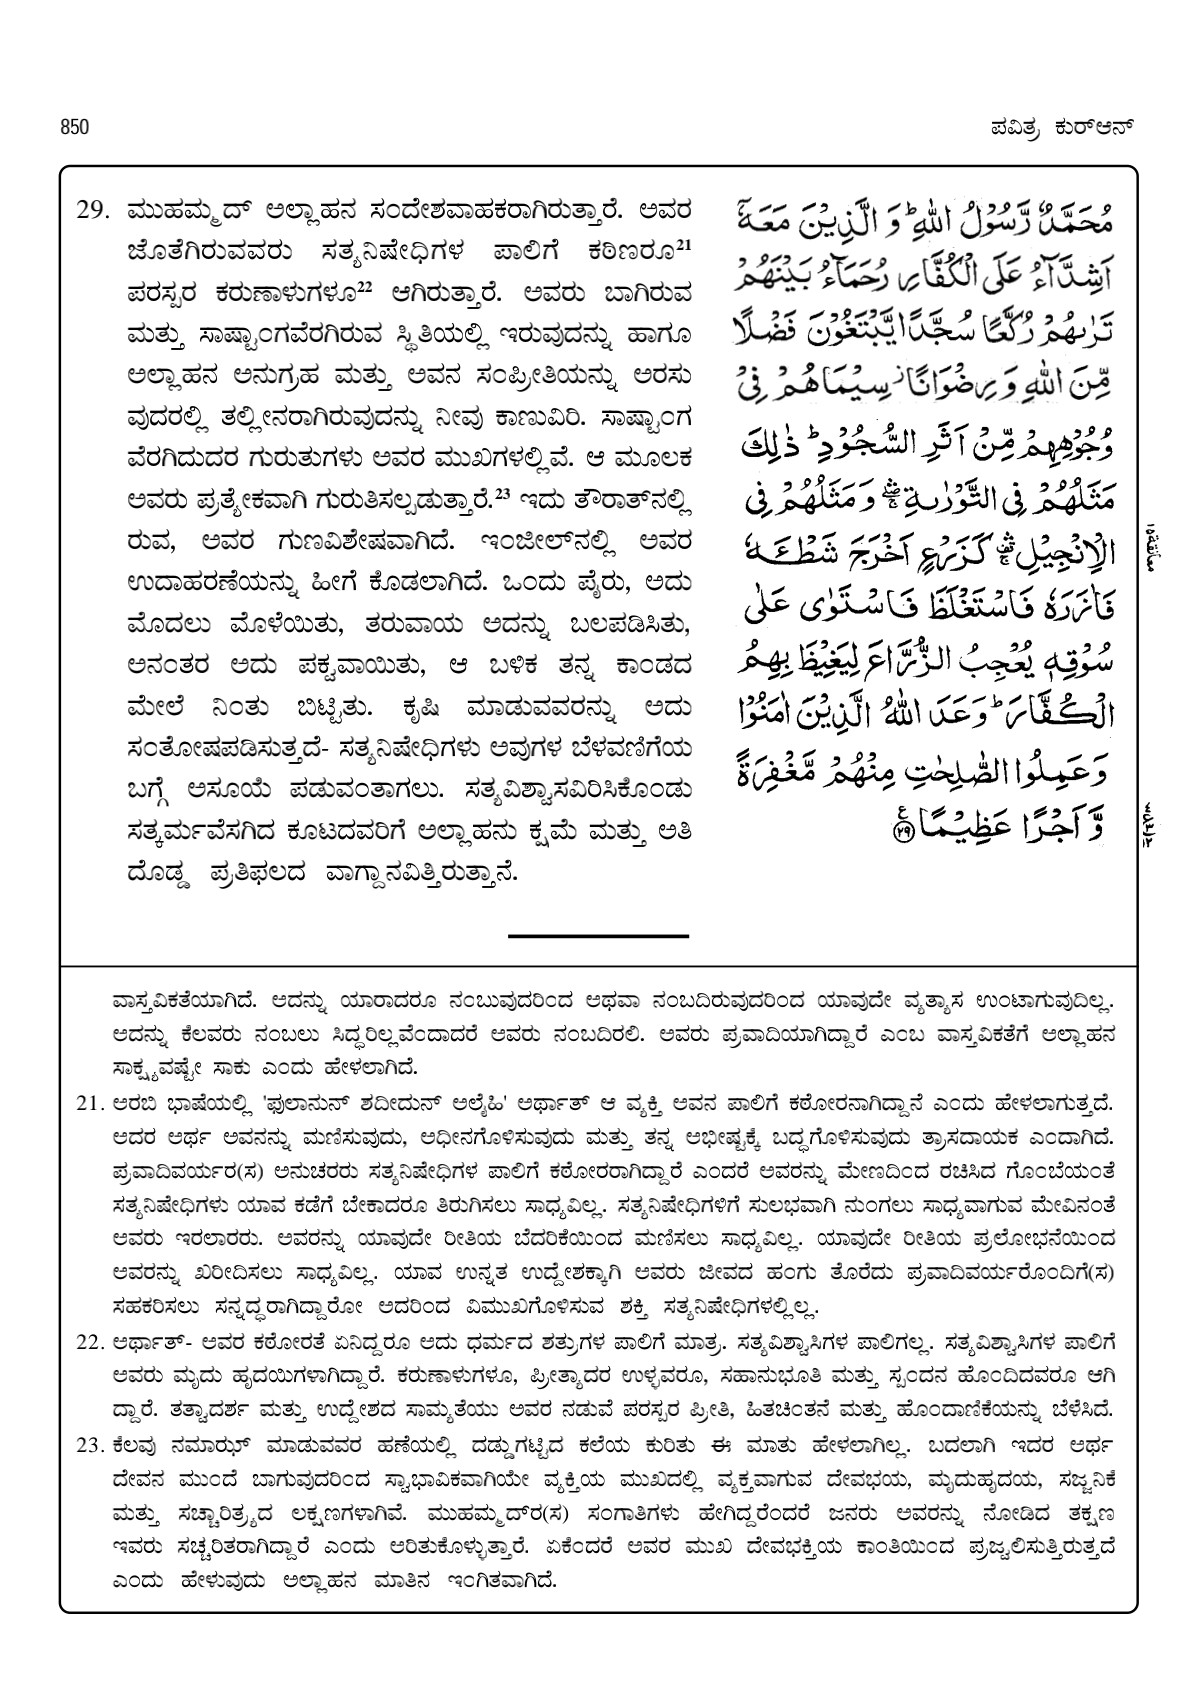 850
ಪವಿತ್ರ ಕುರ್‌ಆನ್
29. ಮುಹಮ್ಮದ್ ಅಲ್ಲಾಹನ ಸಂದೇಶವಾಹಕರಾಗಿರುತ್ತಾರೆ. ಅವರ
ಜೊತೆಗಿರುವವರು ಸತ್ಯನಿಷೇಧಿಗಳ ಪಾಲಿಗೆ ಕಠಿಣರೂ21
ಪರಸ್ಪರ ಕರುಣಾಳುಗಳೂ22 ಆಗಿರುತ್ತಾರೆ. ಅವರು ಬಾಗಿರುವ
ಮತ್ತು ಸಾಷ್ಟಾಂಗವೆರಗಿರುವ ಸ್ಥಿತಿಯಲ್ಲಿ ಇರುವುದನ್ನು ಹಾಗೂ
ಅಲ್ಲಾಹನ ಅನುಗ್ರಹ ಮತ್ತು ಅವನ ಸಂಪ್ರೀತಿಯನ್ನು ಅರಸು
ವುದರಲ್ಲಿ ತಲ್ಲೀನರಾಗಿರುವುದನ್ನು ನೀವು ಕಾಣುವಿರಿ. ಸಾಷ್ಟಾಂಗ
ವೆರಗಿದುದರ ಗುರುತುಗಳು ಅವರ ಮುಖಗಳಲ್ಲಿವೆ. ಆ ಮೂಲಕ
ಅವರು ಪ್ರತ್ಯೇಕವಾಗಿ ಗುರುತಿಸಲ್ಪಡುತ್ತಾರೆ.23 ಇದು ತೌರಾತ್‌ನಲ್ಲಿ
ರುವ, ಅವರ ಗುಣವಿಶೇಷವಾಗಿದೆ. ಇಂಜೀಲ್‌ನಲ್ಲಿ ಅವರ
ಉದಾಹರಣೆಯನ್ನು ಹೀಗೆ ಕೊಡಲಾಗಿದೆ. ಒಂದು ಪೈರು, ಅದು
ಮೊದಲು ಮೊಳೆಯಿತು, ತರುವಾಯ ಅದನ್ನು ಬಲಪಡಿಸಿತು,
ಅನಂತರ ಅದು ಪಕ್ವವಾಯಿತು, ಆ ಬಳಿಕ ತನ್ನ ಕಾಂಡದ
ಮೇಲೆ ನಿಂತು ಬಿಟ್ಟಿತು. ಕೃಷಿ ಮಾಡುವವರನ್ನು ಅದು
ಸಂತೋಷಪಡಿಸುತ್ತದೆ- ಸತ್ಯನಿಷೇಧಿಗಳು ಅವುಗಳ ಬೆಳವಣಿಗೆಯ
ಬಗ್ಗೆ ಅಸೂಯೆ ಪಡುವಂತಾಗಲು. ಸತ್ಯವಿಶ್ವಾಸವಿರಿಸಿಕೊಂಡು
ಸತ್ಕರ್ಮವೆಸಗಿದ ಕೂಟದವರಿಗೆ ಅಲ್ಲಾಹನು ಕ್ಷಮೆ ಮತ್ತು ಅತಿ
ದೊಡ್ಡ ಪ್ರತಿಫಲದ ವಾಗ್ದಾನವಿತ್ತಿರುತ್ತಾನೆ.
مُحَمَّدٌ رَّسُوْلُ اللّٰهِ ؕ وَ الَّذِيْنَ مَعَهٗۤ
اَشِدَّآءُ عَلَى الْكُفَّارِ رُحَمَآءُ بَيْنَهُمْ
تَرٰىهُمْ رُكَّعًا سُجَّدًا يَّبْتَغُوْنَ فَضْلًا
مِّنَ اللّٰهِ وَ رِضْوَانًا ۫ سِيْمَاهُمْ فِيْ
وُجُوْهِهِمْ مِّنْ اَثَرِ السُّجُوْدِ ؕ ذٰلِكَ
مَثَلُهُمْ فِي التَّوْرٰىةِ ۛۖۚ وَ مَثَلُهُمْ فِي
الْاِنْجِيْلِ ۛ۫ۚ كَزَرْعٍ اَخْرَجَ شَطْـَٔهٗ
فَاٰزَرَهٗ فَاسْتَغْلَظَ فَاسْتَوٰى عَلٰى
سُوْقِهٖ يُعْجِبُ الزُّرَّاعَ لِيَغِيْظَ بِهِمُ
الْكُفَّارَ ؕ وَعَدَ اللّٰهُ الَّذِيْنَ اٰمَنُوْا
وَ عَمِلُوا الصّٰلِحٰتِ مِنْهُمْ مَّغْفِرَةً
وَّ اَجْرًا عَظِيْمًا ﴿۲۹﴾ ع
معانقة ۱۵
ವಾಸ್ತವಿಕತೆಯಾಗಿದೆ. ಅದನ್ನು ಯಾರಾದರೂ ನಂಬುವುದರಿಂದ ಅಥವಾ ನಂಬದಿರುವುದರಿಂದ ಯಾವುದೇ ವ್ಯತ್ಯಾಸ ಉಂಟಾಗುವುದಿಲ್ಲ.
ಅದನ್ನು ಕೆಲವರು ನಂಬಲು ಸಿದ್ಧರಿಲ್ಲವೆಂದಾದರೆ ಅವರು ನಂಬದಿರಲಿ. ಅವರು ಪ್ರವಾದಿಯಾಗಿದ್ದಾರೆ ಎಂಬ ವಾಸ್ತವಿಕತೆಗೆ ಅಲ್ಲಾಹನ
ಸಾಕ್ಷ್ಯವಷ್ಟೇ ಸಾಕು ಎಂದು ಹೇಳಲಾಗಿದೆ.
21. ಅರಬಿ ಭಾಷೆಯಲ್ಲಿ 'ಫುಲಾನುನ್ ಶದೀದುನ್ ಅಲೈಹಿ' ಅರ್ಥಾತ್ ಆ ವ್ಯಕ್ತಿ ಅವನ ಪಾಲಿಗೆ ಕಠೋರನಾಗಿದ್ದಾನೆ ಎಂದು ಹೇಳಲಾಗುತ್ತದೆ.
ಅದರ ಅರ್ಥ ಅವನನ್ನು ಮಣಿಸುವುದು, ಅಧೀನಗೊಳಿಸುವುದು ಮತ್ತು ತನ್ನ ಅಭೀಷ್ಟಕ್ಕೆ ಬದ್ಧಗೊಳಿಸುವುದು ತ್ರಾಸದಾಯಕ ಎಂದಾಗಿದೆ.
ಪ್ರವಾದಿವರ್ಯರ(ಸ) ಅನುಚರರು ಸತ್ಯನಿಷೇಧಿಗಳ ಪಾಲಿಗೆ ಕಠೋರರಾಗಿದ್ದಾರೆ ಎಂದರೆ ಅವರನ್ನು ಮೇಣದಿಂದ ರಚಿಸಿದ ಗೊಂಬೆಯಂತೆ
ಸತ್ಯನಿಷೇಧಿಗಳು ಯಾವ ಕಡೆಗೆ ಬೇಕಾದರೂ ತಿರುಗಿಸಲು ಸಾಧ್ಯವಿಲ್ಲ. ಸತ್ಯನಿಷೇಧಿಗಳಿಗೆ ಸುಲಭವಾಗಿ ನುಂಗಲು ಸಾಧ್ಯವಾಗುವ ಮೇವಿನಂತೆ
ಅವರು ಇರಲಾರರು. ಅವರನ್ನು ಯಾವುದೇ ರೀತಿಯ ಬೆದರಿಕೆಯಿಂದ ಮಣಿಸಲು ಸಾಧ್ಯವಿಲ್ಲ. ಯಾವುದೇ ರೀತಿಯ ಪ್ರಲೋಭನೆಯಿಂದ
ಅವರನ್ನು ಖರೀದಿಸಲು ಸಾಧ್ಯವಿಲ್ಲ. ಯಾವ ಉನ್ನತ ಉದ್ದೇಶಕ್ಕಾಗಿ ಅವರು ಜೀವದ ಹಂಗು ತೊರೆದು ಪ್ರವಾದಿವರ್ಯರೊಂದಿಗೆ(ಸ)
ಸಹಕರಿಸಲು ಸನ್ನದ್ಧರಾಗಿದ್ದಾರೋ ಅದರಿಂದ ವಿಮುಖಗೊಳಿಸುವ ಶಕ್ತಿ ಸತ್ಯನಿಷೇಧಿಗಳಲ್ಲಿಲ್ಲ.
22. ಅರ್ಥಾತ್- ಅವರ ಕಠೋರತೆ ಏನಿದ್ದರೂ ಅದು ಧರ್ಮದ ಶತ್ರುಗಳ ಪಾಲಿಗೆ ಮಾತ್ರ. ಸತ್ಯವಿಶ್ವಾಸಿಗಳ ಪಾಲಿಗಲ್ಲ. ಸತ್ಯವಿಶ್ವಾಸಿಗಳ ಪಾಲಿಗೆ
ಅವರು ಮೃದು ಹೃದಯಿಗಳಾಗಿದ್ದಾರೆ. ಕರುಣಾಳುಗಳೂ, ಪ್ರೀತ್ಯಾದರ ಉಳ್ಳವರೂ, ಸಹಾನುಭೂತಿ ಮತ್ತು ಸ್ಪಂದನ ಹೊಂದಿದವರೂ ಆಗಿ
ದ್ದಾರೆ. ತತ್ವಾದರ್ಶ ಮತ್ತು ಉದ್ದೇಶದ ಸಾಮ್ಯತೆಯು ಅವರ ನಡುವೆ ಪರಸ್ಪರ ಪ್ರೀತಿ, ಹಿತಚಿಂತನೆ ಮತ್ತು ಹೊಂದಾಣಿಕೆಯನ್ನು ಬೆಳೆಸಿದೆ.
23. ಕೆಲವು ನಮಾಝ್ ಮಾಡುವವರ ಹಣೆಯಲ್ಲಿ ದಡ್ಡುಗಟ್ಟಿದ ಕಲೆಯ ಕುರಿತು ಈ ಮಾತು ಹೇಳಲಾಗಿಲ್ಲ. ಬದಲಾಗಿ ಇದರ ಅರ್ಥ
ದೇವನ ಮುಂದೆ ಬಾಗುವುದರಿಂದ ಸ್ವಾಭಾವಿಕವಾಗಿಯೇ ವ್ಯಕ್ತಿಯ ಮುಖದಲ್ಲಿ ವ್ಯಕ್ತವಾಗುವ ದೇವಭಯ, ಮೃದುಹೃದಯ, ಸಜ್ಜನಿಕೆ
ಮತ್ತು ಸಚ್ಚಾರಿತ್ರ್ಯದ ಲಕ್ಷಣಗಳಾಗಿವೆ. ಮುಹಮ್ಮದ್‌ರ(ಸ) ಸಂಗಾತಿಗಳು ಹೇಗಿದ್ದರೆಂದರೆ ಜನರು ಅವರನ್ನು ನೋಡಿದ ತಕ್ಷಣ
ಇವರು ಸಚ್ಚರಿತರಾಗಿದ್ದಾರೆ ಎಂದು ಅರಿತುಕೊಳ್ಳುತ್ತಾರೆ. ಏಕೆಂದರೆ ಅವರ ಮುಖ ದೇವಭಕ್ತಿಯ ಕಾಂತಿಯಿಂದ ಪ್ರಜ್ವಲಿಸುತ್ತಿರುತ್ತದೆ
ಎಂದು ಹೇಳುವುದು ಅಲ್ಲಾಹನ ಮಾತಿನ ಇಂಗಿತವಾಗಿದೆ.